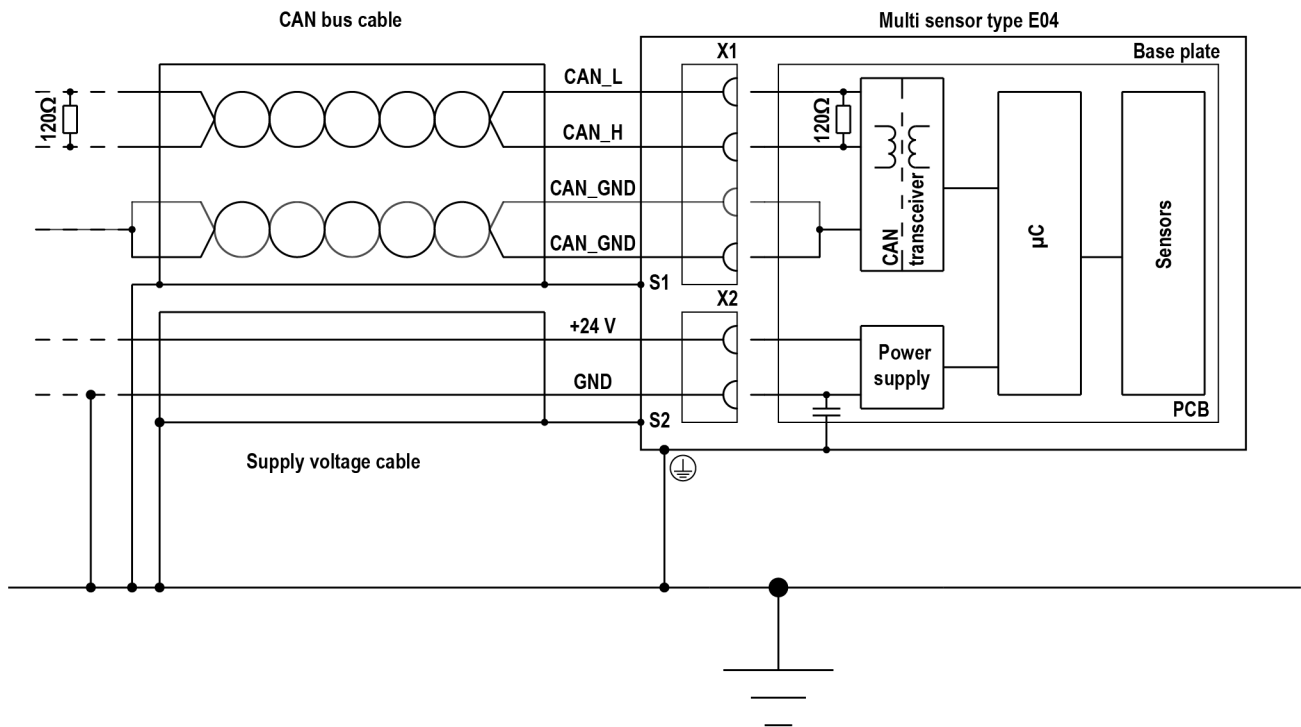 CAN bus cable
Multi sensor type E04
X1
Base plate
CAN_L
120Ω
120Ω
CAN_H
CAN_GND
CAN
transceiver
µC
Sensors
CAN_GND
S1
X2
+24 V
Power
supply
GND
PCB
S2
Supply voltage cable